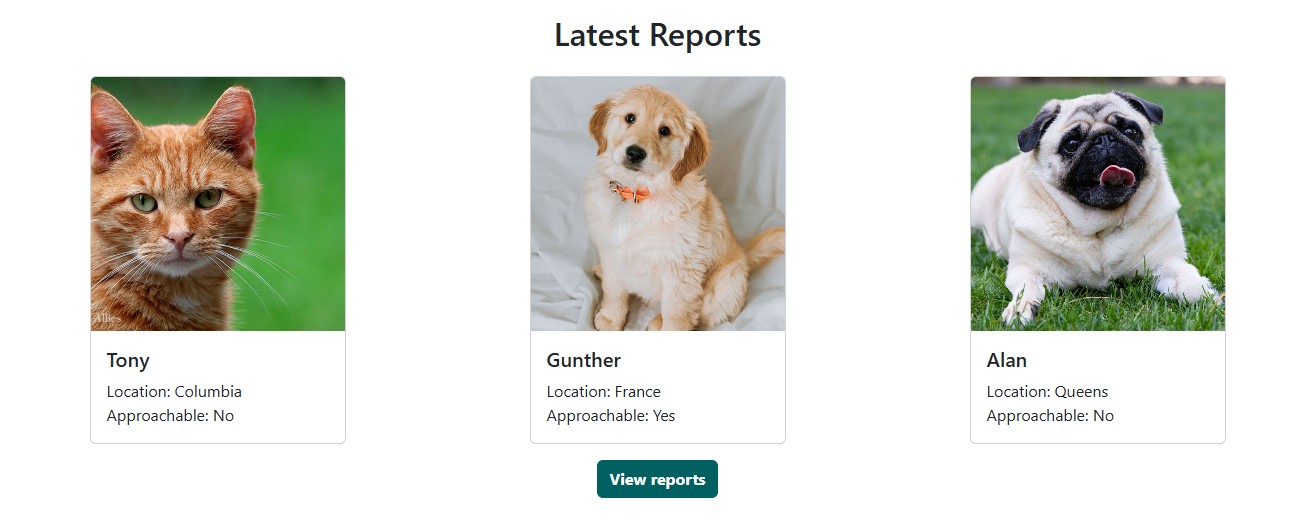 Latest Reports
Allies
Tony
Location: Columbia
Approachable: No
Gunther
Location: France
Approachable: Yes
Alan
Location: Queens
Approachable: No
View reports